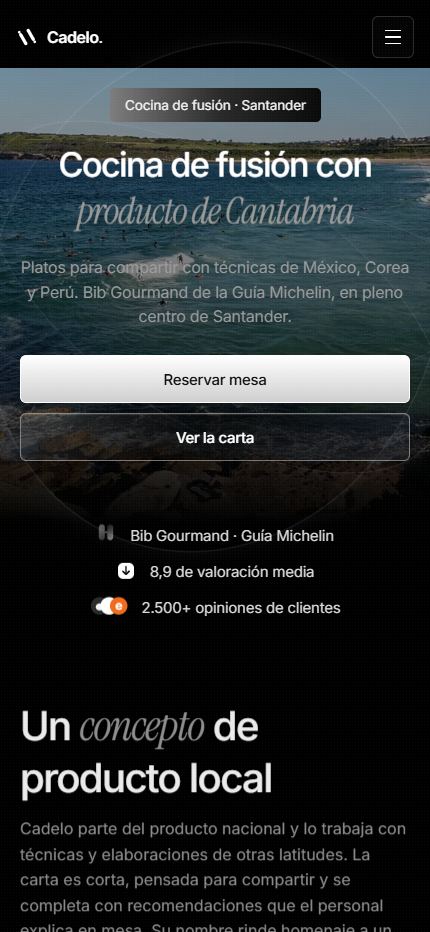 Cadelo.
Cocina de fusión · Santander
Cocina de fusión con
producto de Cantabria
Platos para compartir con técnicas de México, Corea
y Perú. Bib Gourmand de la Guía Michelin, en pleno
centro de Santander.
Reservar mesa
Ver la carta
Bib Gourmand · Guía Michelin
8,9 de valoración media
e
2.500+ opiniones de clientes
Un concepto de
producto local
Cadelo parte del producto nacional y lo trabaja con
técnicas y elaboraciones de otras latitudes. La
carta es corta, pensada para compartir y se
completa con recomendaciones que el personal
explica en mesa. Su nombre rinde homenaje a un